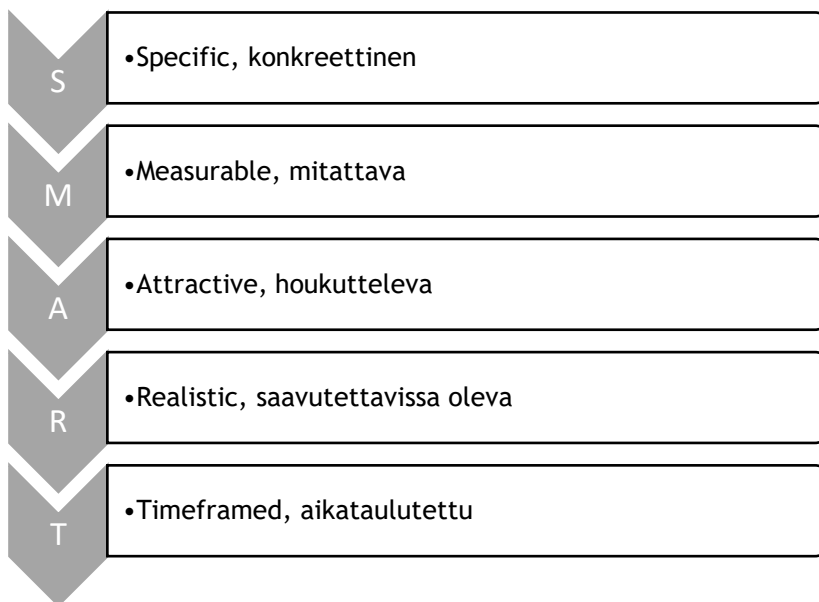 S
•Specific, konkreettinen
M
•Measurable, mitattava
A
•Attractive, houkutteleva
R
•Realistic, saavutettavissa oleva
T
•Timeframed, aikataulutettu